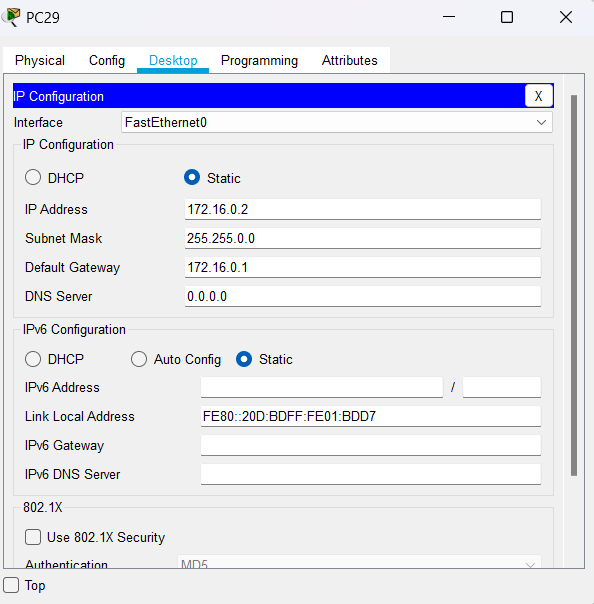 PC29
Physical Config Desktop Programming Attributes
IP Configuration X
Interface FastEthernet0
IP Configuration
DHCP Static
IP Address 172.16.0.2
Subnet Mask 255.255.0.0
Default Gateway 172.16.0.1
DNS Server 0.0.0.0
IPv6 Configuration
DHCP Auto Config Static
IPv6 Address /
Link Local Address FE80::20D:BDFF:FE01:BDD7
IPv6 Gateway
IPv6 DNS Server
802.1X
Use 802.1X Security
Authentication MD5
Top